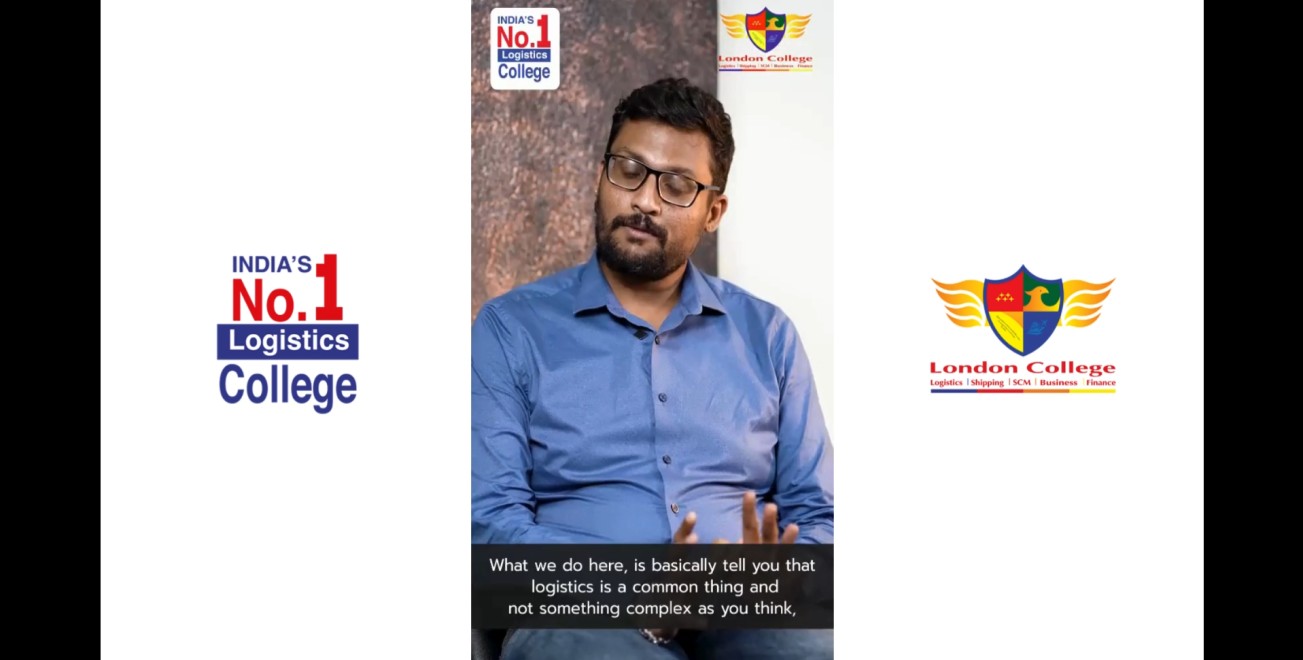 INDIA'S
No.1
Logistics
College
London College
Logistics | Shipping | SCM | Business | Finance
INDIA'S
No.1
Logistics
College
London College
Logistics | Shipping | SCM | Business | Finance
What we do here, is basically tell you that
logistics is a common thing and
not something complex as you think,